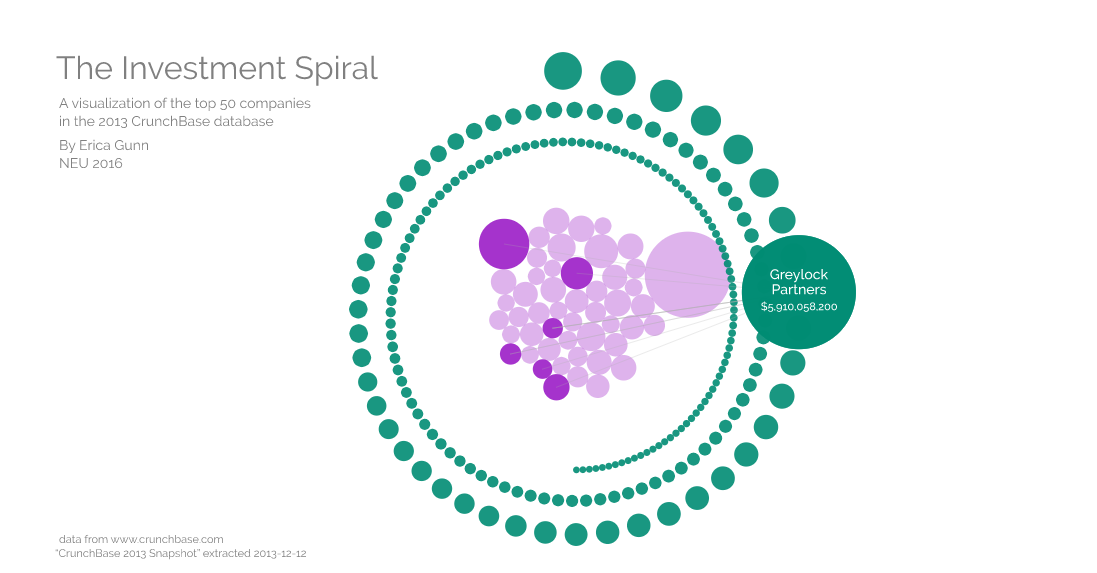 The Investment Spiral
A visualization of the top 50 companies
in the 2013 CrunchBase database
By Erica Gunn
NEU 2016
Greylock
Partners
$5,910,058,200
data from www.crunchbase.com
"CrunchBase 2013 Snapshot" extracted 2013-12-12